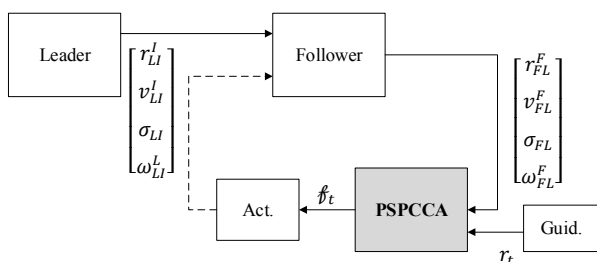 Leader
Follower
r_{LI}^{I}
v_{LI}^{I}
σ_{LI}
ω_{LI}^{L}
r_{FL}^{F}
v_{FL}^{F}
σ_{FL}
ω_{FL}^{F}
Act.
𝒻_t
PSPCCA
Guid.
r_t